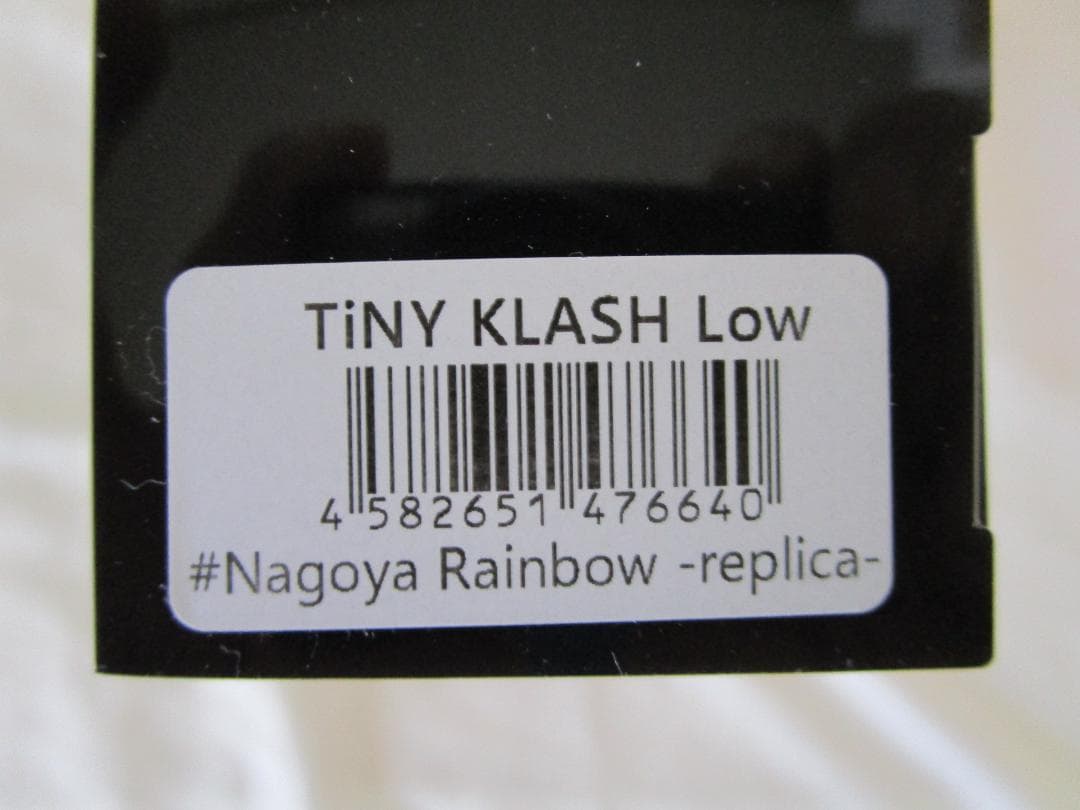 TiNY KLASH Low
4 582651 476640
#Nagoya Rainbow -replica-